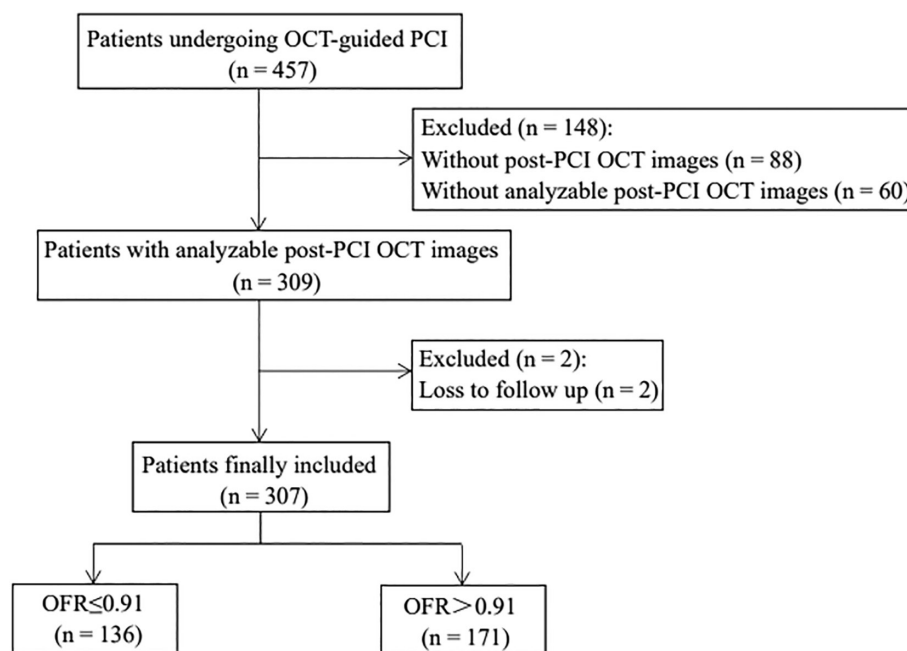 Patients undergoing OCT-guided PCI
(n = 457)
Excluded (n = 148):
Without post-PCI OCT images (n = 88)
Without analyzable post-PCI OCT images (n = 60)
Patients with analyzable post-PCI OCT images
(n = 309)
Excluded (n = 2):
Loss to follow up (n = 2)
Patients finally included
(n = 307)
OFR≤0.91
(n = 136)
OFR＞0.91
(n = 171)